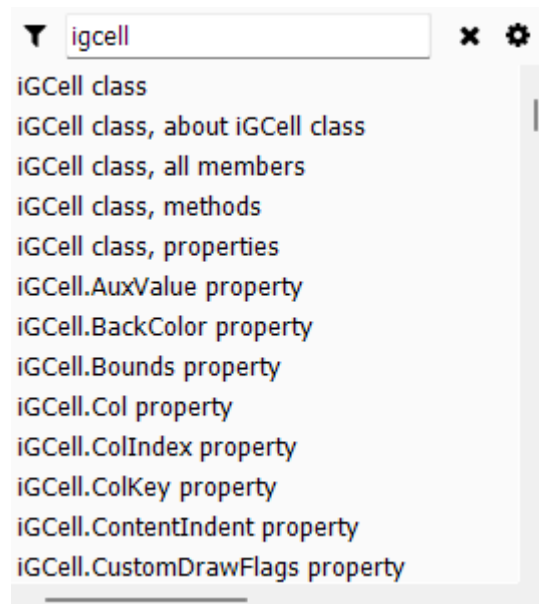 igcell
iGCell class
iGCell class, about iGCell class
iGCell class, all members
iGCell class, methods
iGCell class, properties
iGCell.AuxValue property
iGCell.BackColor property
iGCell.Bounds property
iGCell.Col property
iGCell.ColIndex property
iGCell.ColKey property
iGCell.ContentIndent property
iGCell.CustomDrawFlags property